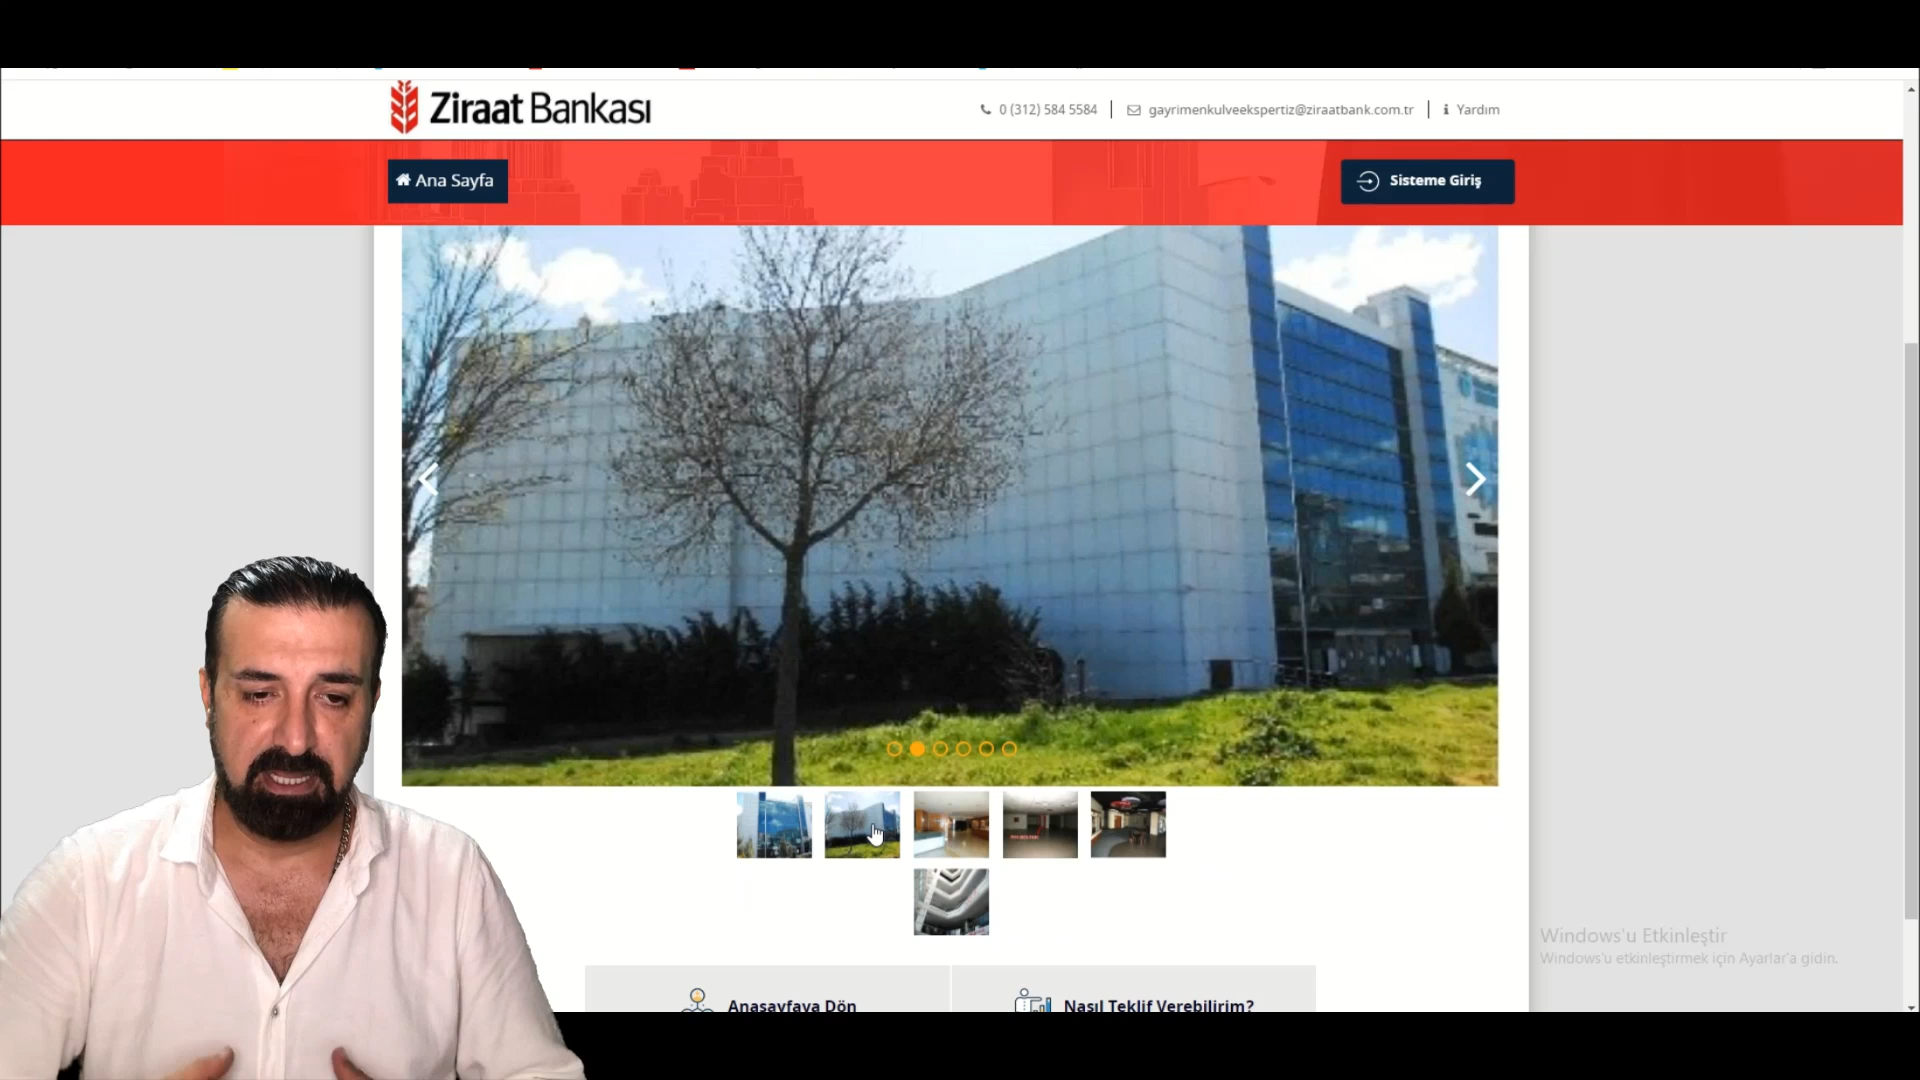 Ziraat Bankası
0 (312) 584 5584
gayrimenkulveekspertiz@ziraatbank.com.tr
Yardım
Ana Sayfa
Sisteme Giriş
Anasayfaya Dön
Nasıl Teklif Verebilirim?
Windows'u Etkinleştir
Windows'u etkinleştirmek için Ayarlar'a gidin.